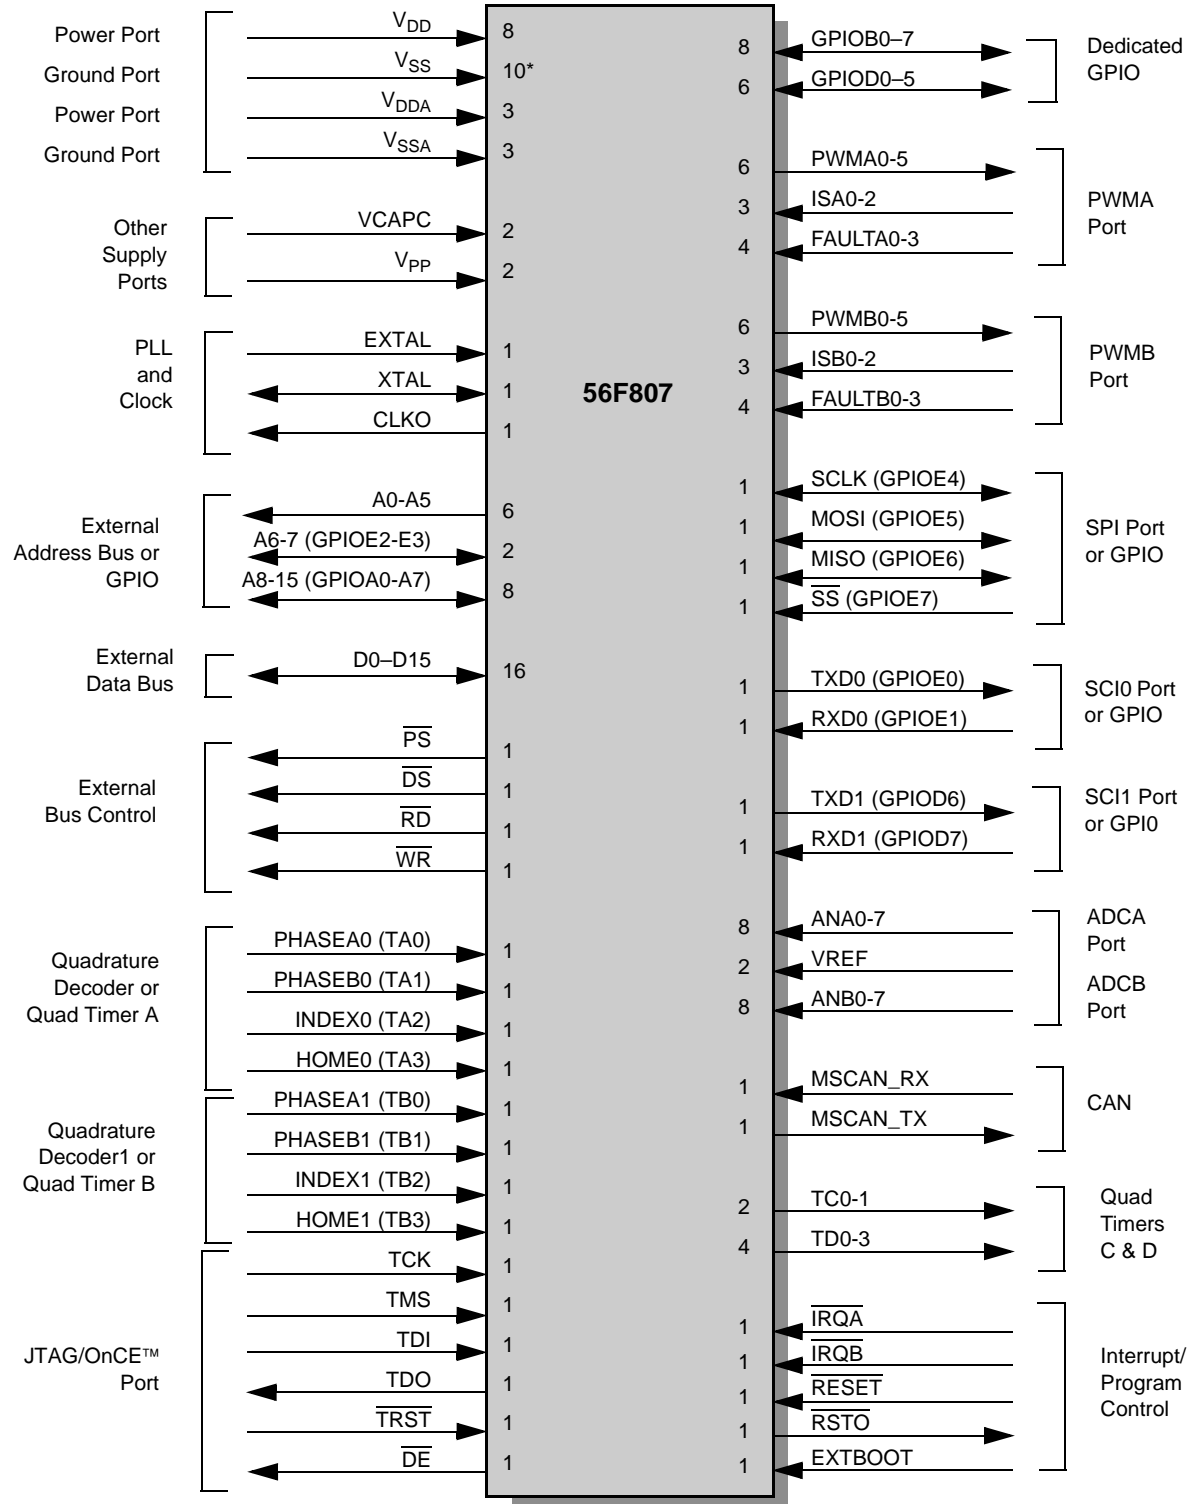 Power Port
Ground Port
Power Port
Ground Port
VDD
VSS
VDDA
VSSA
8
10*
3
3
Other
Supply
Ports
VCAPC
VPP
2
2
PLL
and
Clock
EXTAL
XTAL
CLKO
1
1
1
External
Address Bus or
GPIO
A0-A5
A6-7 (GPIOE2-E3)
A8-15 (GPIOA0-A7)
6
2
8
External
Data Bus
D0–D15
16
External
Bus Control
PS
DS
RD
WR
1
1
1
1
Quadrature
Decoder or
Quad Timer A
PHASEA0 (TA0)
PHASEB0 (TA1)
INDEX0 (TA2)
HOME0 (TA3)
1
1
1
1
Quadrature
Decoder1 or
Quad Timer B
PHASEA1 (TB0)
PHASEB1 (TB1)
INDEX1 (TB2)
HOME1 (TB3)
1
1
1
1
JTAG/OnCE™
Port
TCK
TMS
TDI
TDO
TRST
DE
1
1
1
1
1
1
56F807
8
6
GPIOB0–7
GPIOD0–5
Dedicated
GPIO
6
3
4
PWMA0-5
ISA0-2
FAULTA0-3
PWMA
Port
6
3
4
PWMB0-5
ISB0-2
FAULTB0-3
PWMB
Port
1
1
1
1
SCLK (GPIOE4)
MOSI (GPIOE5)
MISO (GPIOE6)
SS (GPIOE7)
SPI Port
or GPIO
1
1
TXD0 (GPIOE0)
RXD0 (GPIOE1)
SCI0 Port
or GPIO
1
1
TXD1 (GPIOD6)
RXD1 (GPIOD7)
SCI1 Port
or GPI0
8
2
8
ANA0-7
VREF
ANB0-7
ADCA
Port
ADCB
Port
1
1
MSCAN_RX
MSCAN_TX
CAN
2
4
TC0-1
TD0-3
Quad
Timers
C & D
1
1
1
1
1
IRQA
IRQB
RESET
RSTO
EXTBOOT
Interrupt/
Program
Control